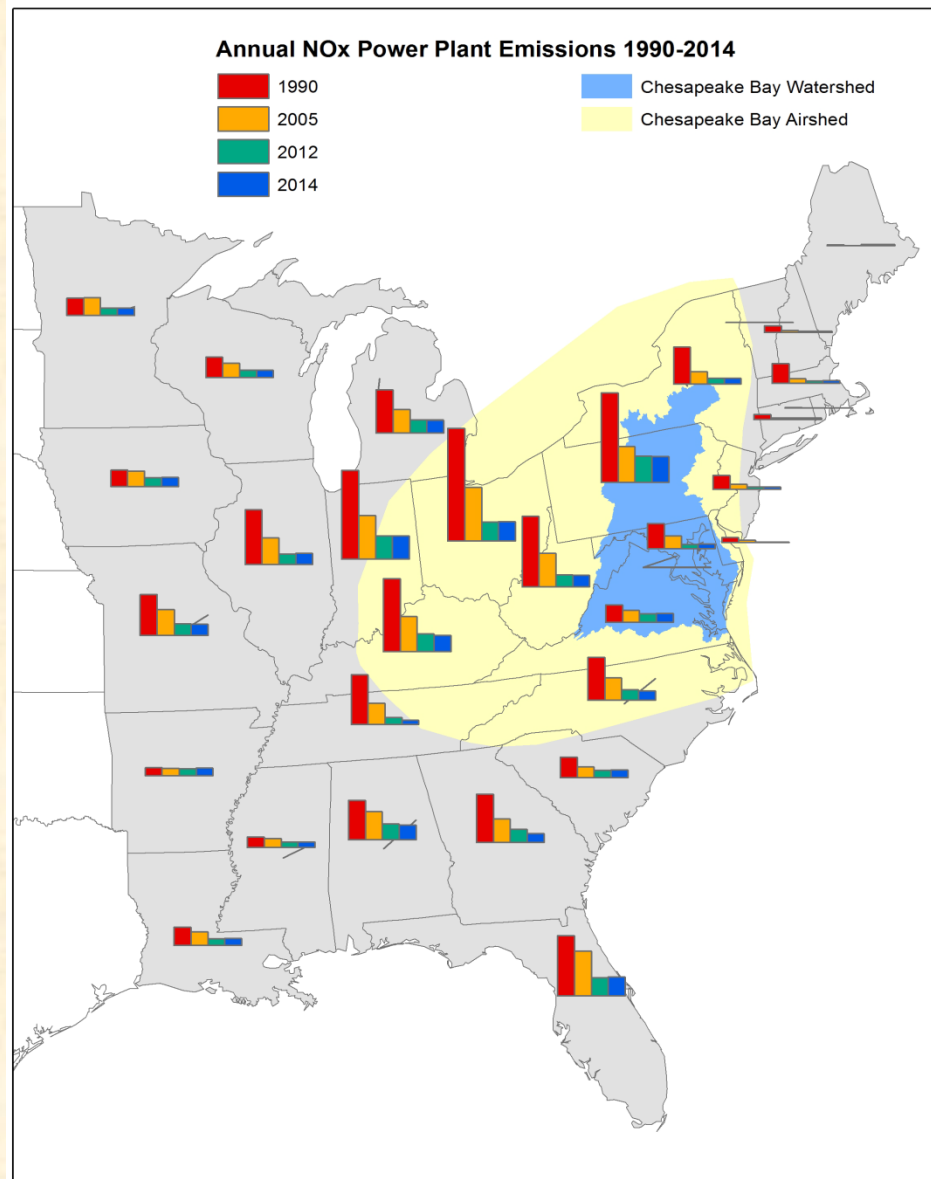 Annual NOx Power Plant Emissions 1990-2014
1990
2005
2012
2014
Chesapeake Bay Watershed
Chesapeake Bay Airshed